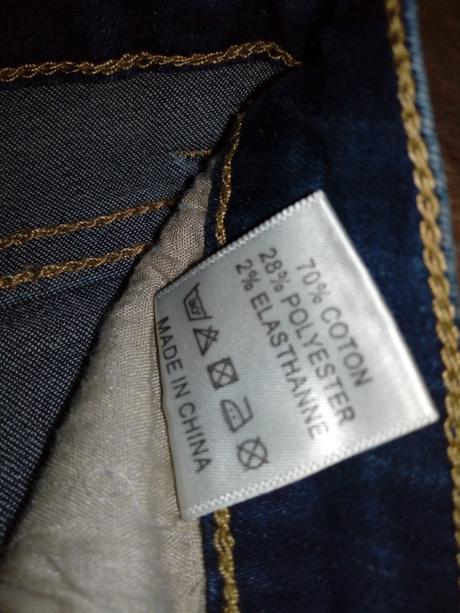 70% COTON
28% POLYESTER
2% ELASTHANNE
MADE IN CHINA